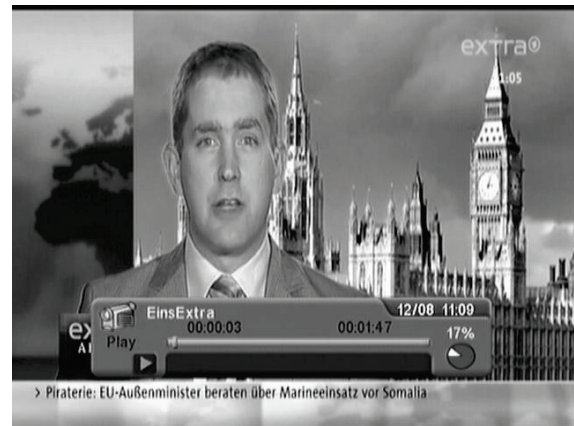 extra
1:05
EinsExtra
12/08 11:09
00:00:03
00:01:47
17%
Play
> Piraterie: EU-Außenminister beraten über Marineeinsatz vor Somalia